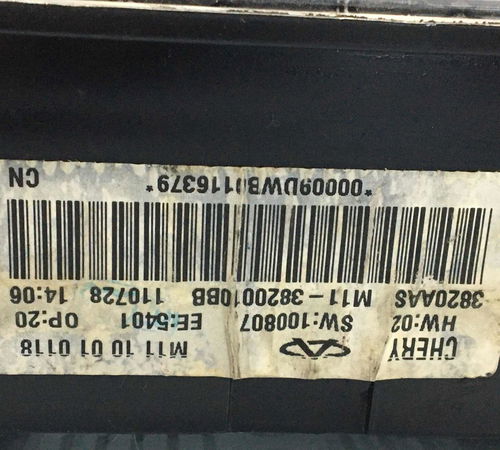 CHERY M11 10 01 0118
HW:02 SW:100807 EE:5401 OP:20
3820AAS M11-3820010BB 110728 14:06
*00009DWB0116379* CN